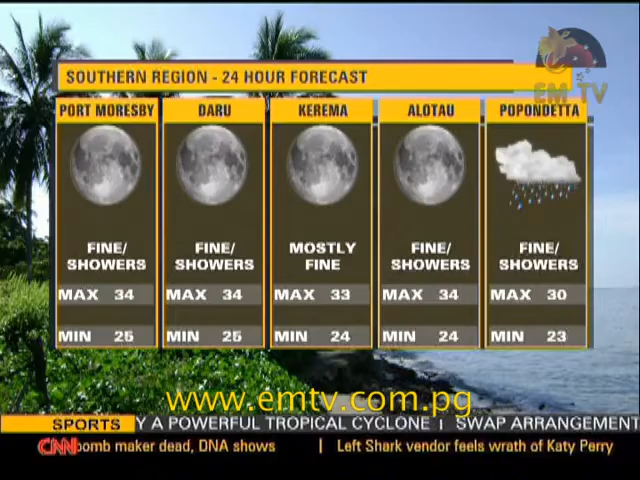 EM TV
SOUTHERN REGION - 24 HOUR FORECAST
PORT MORESBY DARU KEREMA ALOTAU POPONDETTA
FINE/ SHOWERS
FINE/ SHOWERS
MOSTLY FINE
FINE/ SHOWERS
FINE/ SHOWERS
MAX 34 MAX 34 MAX 33 MAX 34 MAX 30
MIN 25 MIN 25 MIN 24 MIN 24 MIN 23
www.emtv.com.pg
SPORTS Y A POWERFUL TROPICAL CYCLONE | SWAP ARRANGEMENT
CNN bomb maker dead, DNA shows | Left Shark vendor feels wrath of Katy Perry